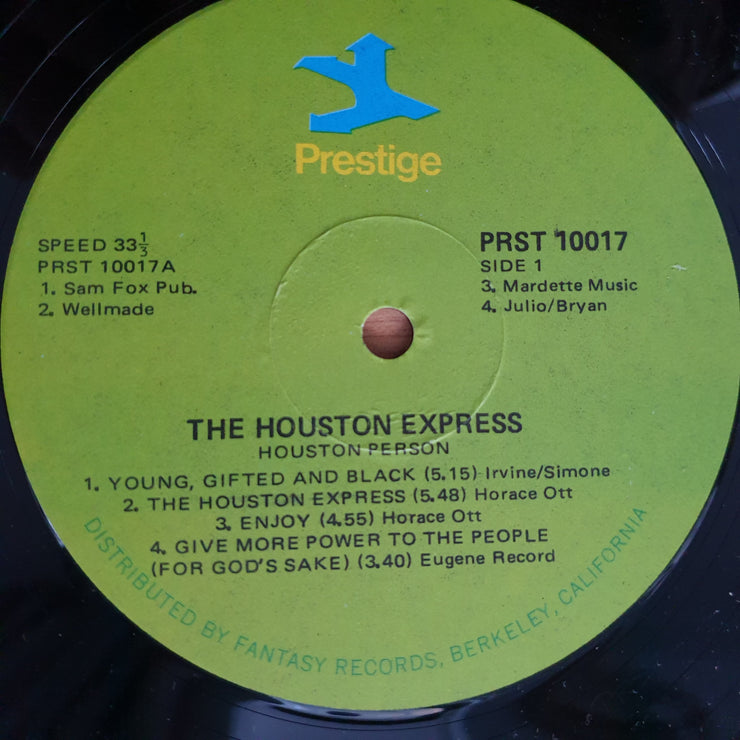 Prestige
SPEED 33⅓
PRST 10017A
1. Sam Fox Pub.
2. Wellmade
PRST 10017
SIDE 1
3. Mardette Music
4. Julio/Bryan
THE HOUSTON EXPRESS
HOUSTON PERSON
1. YOUNG, GIFTED AND BLACK (5.15) Irvine/Simone
2. THE HOUSTON EXPRESS (5.48) Horace Ott
3. ENJOY (4.55) Horace Ott
4. GIVE MORE POWER TO THE PEOPLE
(FOR GOD'S SAKE) (3.40) Eugene Record
DISTRIBUTED BY FANTASY RECORDS, BERKELEY, CALIFORNIA